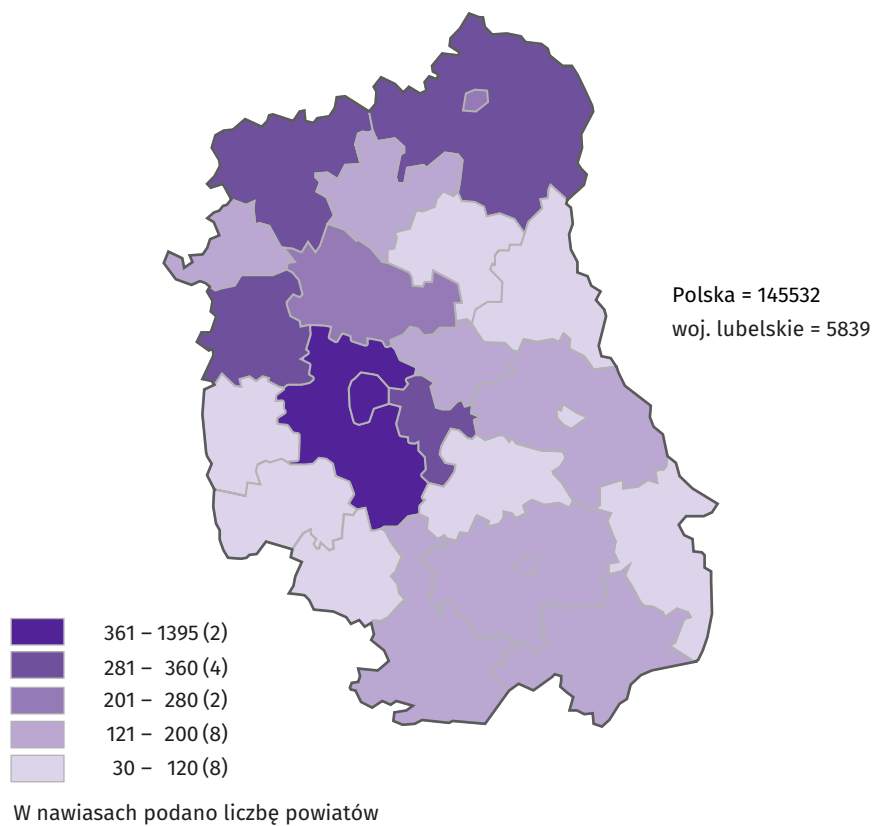 Polska = 145532
woj. lubelskie = 5839
361 – 1395 (2)
281 – 360 (4)
201 – 280 (2)
121 – 200 (8)
30 – 120 (8)
W nawiasach podano liczbę powiatów